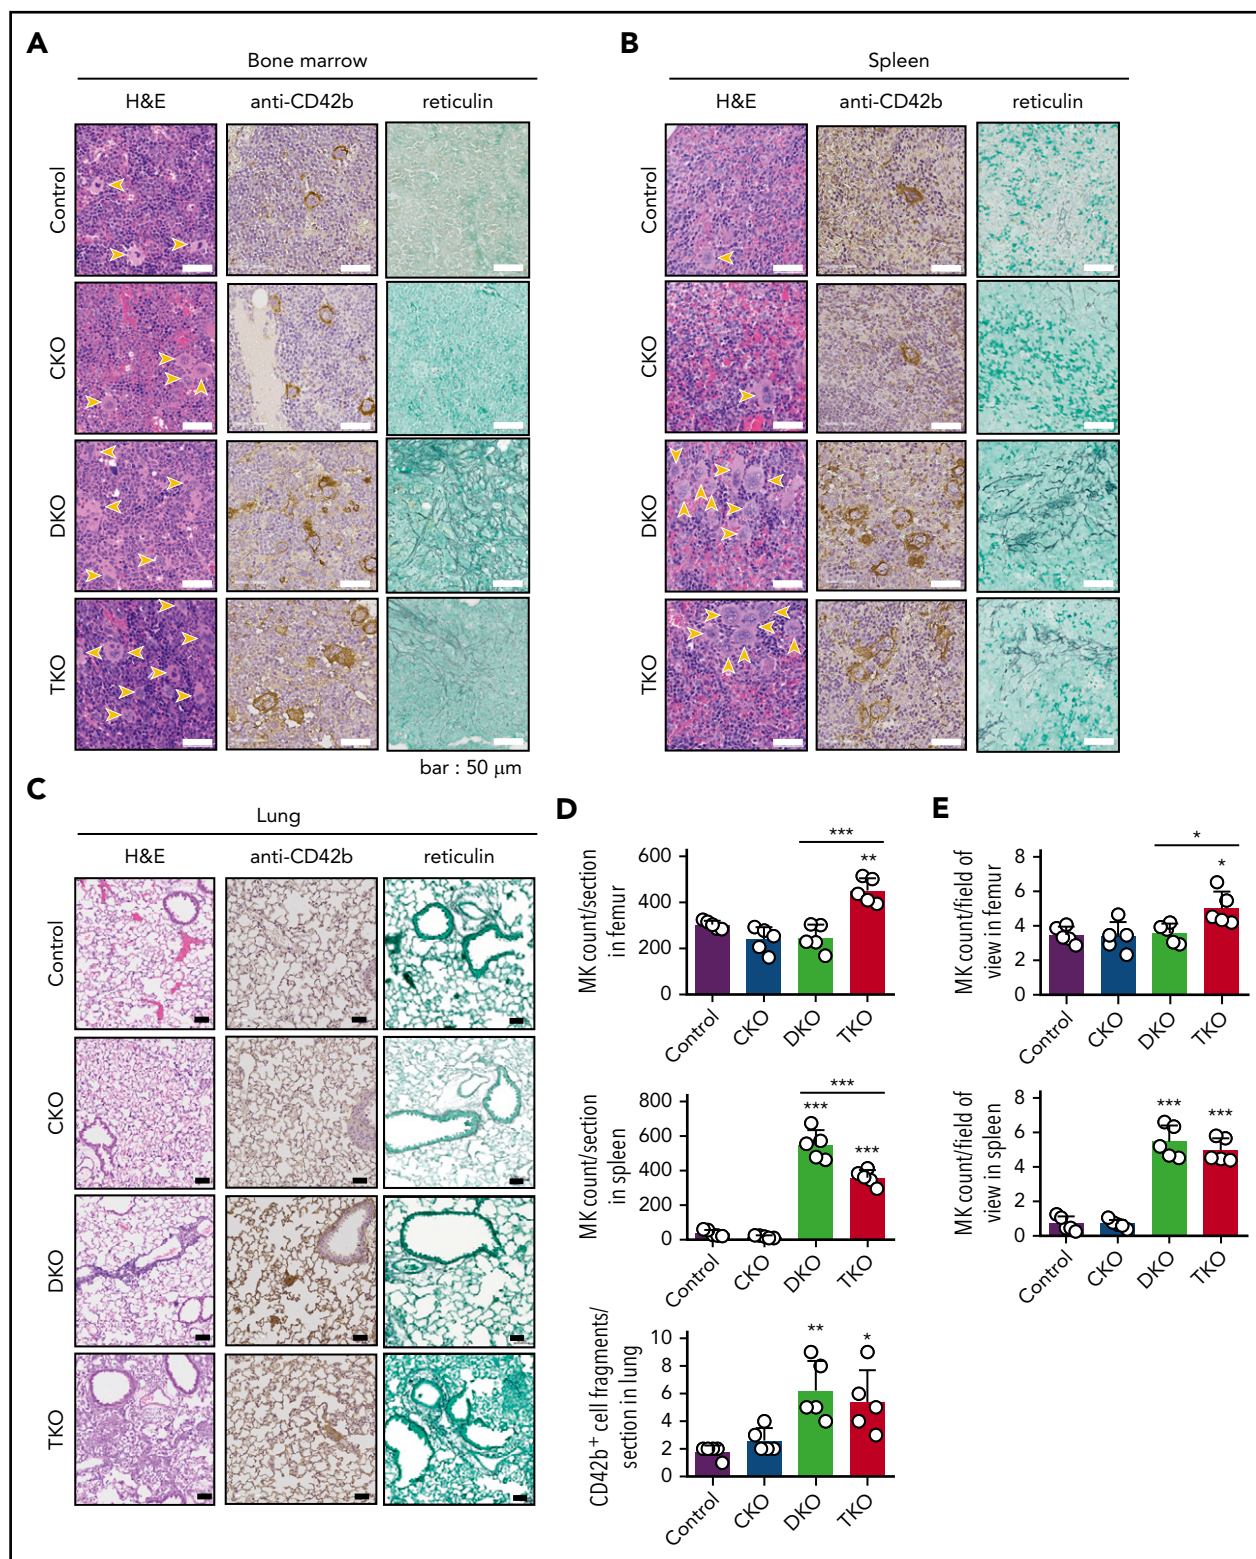 A
Bone marrow
H&E anti-CD42b reticulin
Control
CKO
DKO
TKO
bar : 50 μm
B
Spleen
H&E anti-CD42b reticulin
Control
CKO
DKO
TKO
C
Lung
H&E anti-CD42b reticulin
Control
CKO
DKO
TKO
D
MK count/section
in femur
600
400
200
0
***
**
Control CKO DKO TKO
MK count/section
in spleen
800
600
400
200
0
***
***
***
Control CKO DKO TKO
CD42b+ cell fragments/
section in lung
10
8
6
4
2
0
**
*
Control CKO DKO TKO
E
MK count/field of
view in femur
8
6
4
2
0
*
*
Control CKO DKO TKO
MK count/field of
view in spleen
8
6
4
2
0
***
***
Control CKO DKO TKO